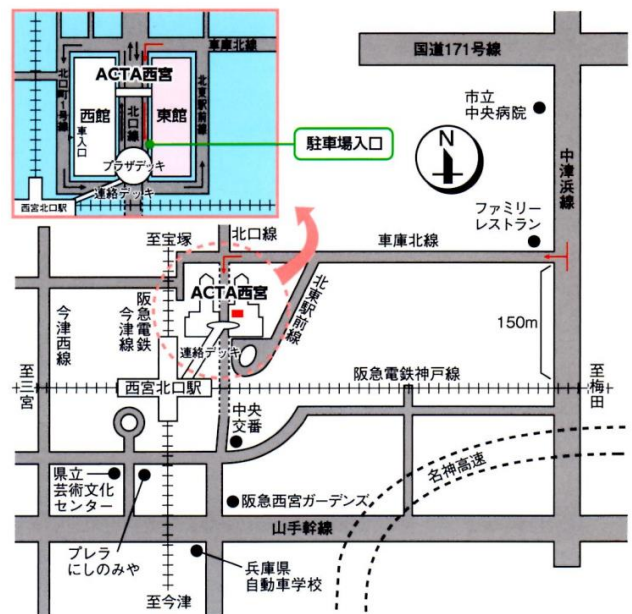 車庫北線
ACTA西宮
北口町1号線
西館
車入口
北口線
東館
北東駅前線
プラザデッキ
連絡デッキ
西宮北口駅
駐車場入口
国道171号線
市立
中央病院
N
中津浜線
ファミリー
レストラン
至宝塚
北口線
車庫北線
ACTA西宮
北東駅前線
今津西線
阪急電鉄
今津線
連絡デッキ
150m
至三宮
西宮北口駅
阪急電鉄神戸線
至梅田
中央
交番
名神高速
県立
芸術文化
センター
阪急西宮ガーデンズ
山手幹線
プレラ
にしのみや
兵庫県
自動車学校
至今津